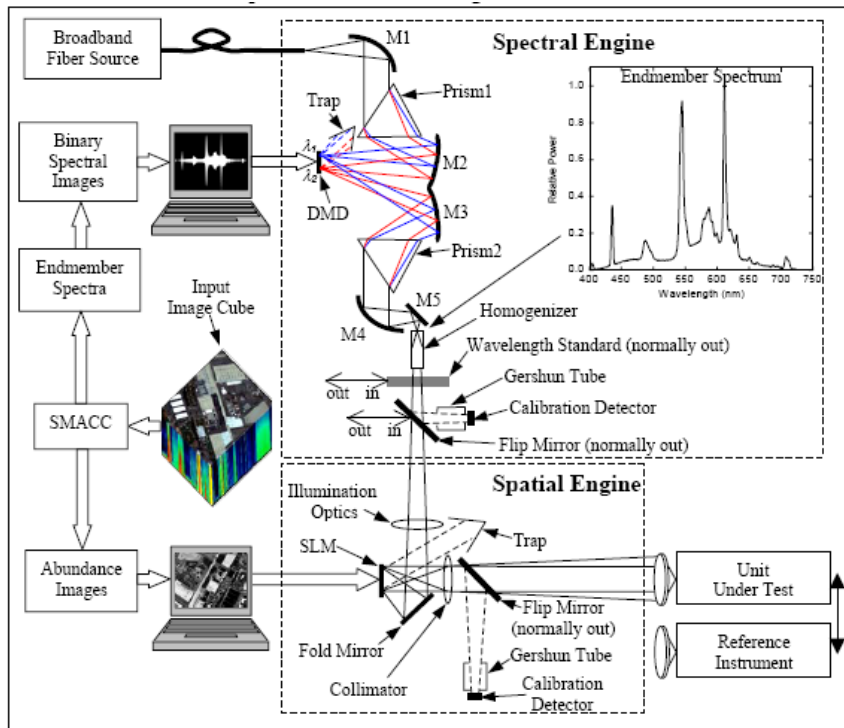 Broadband
Fiber Source
M1
Spectral Engine
Endmember Spectrum
Prism1
Trap
Binary
Spectral
Images
λ1
λ2
DMD
M2
M3
Prism2
Relative Power
1.0
0.8
0.6
0.4
0.2
0.0
400 450 500 550 600 650 700 750
Wavelength (nm)
Endmember
Spectra
Input
Image Cube
M5
M4
Homogenizer
Wavelength Standard (normally out)
out in
Gershun Tube
Calibration Detector
out in
Flip Mirror (normally out)
SMACC
Spatial Engine
Illumination
Optics
Trap
SLM
Abundance
Images
Unit
Under Test
Flip Mirror
(normally out)
Fold Mirror
Collimator
Gershun Tube
Calibration
Detector
Reference
Instrument